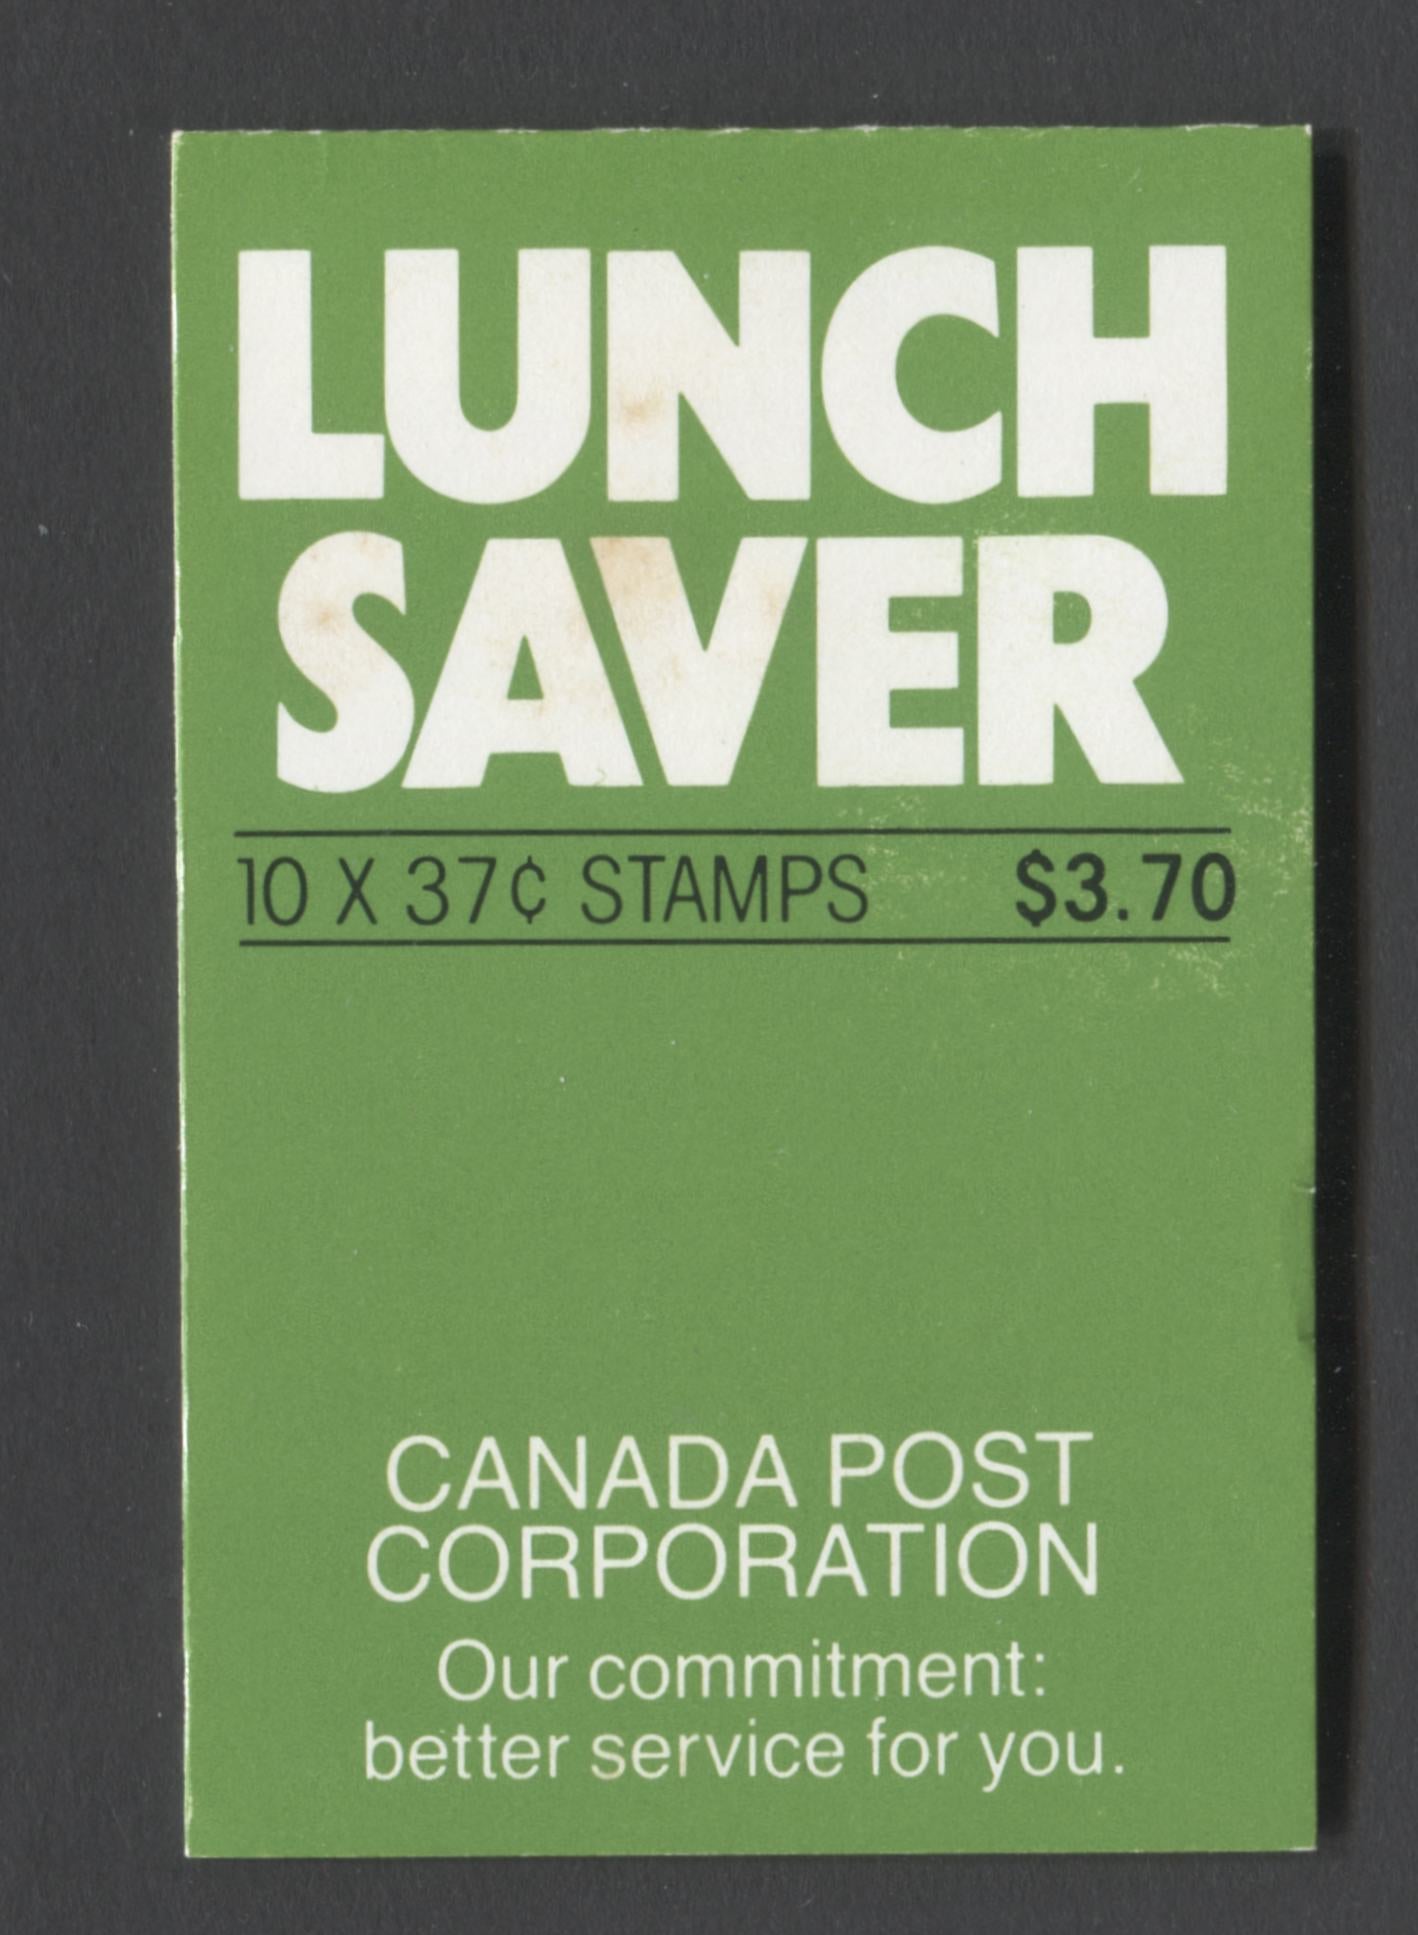 LUNCH
SAVER
10 X 37¢ STAMPS $3.70
CANADA POST
CORPORATION
Our commitment:
better service for you.